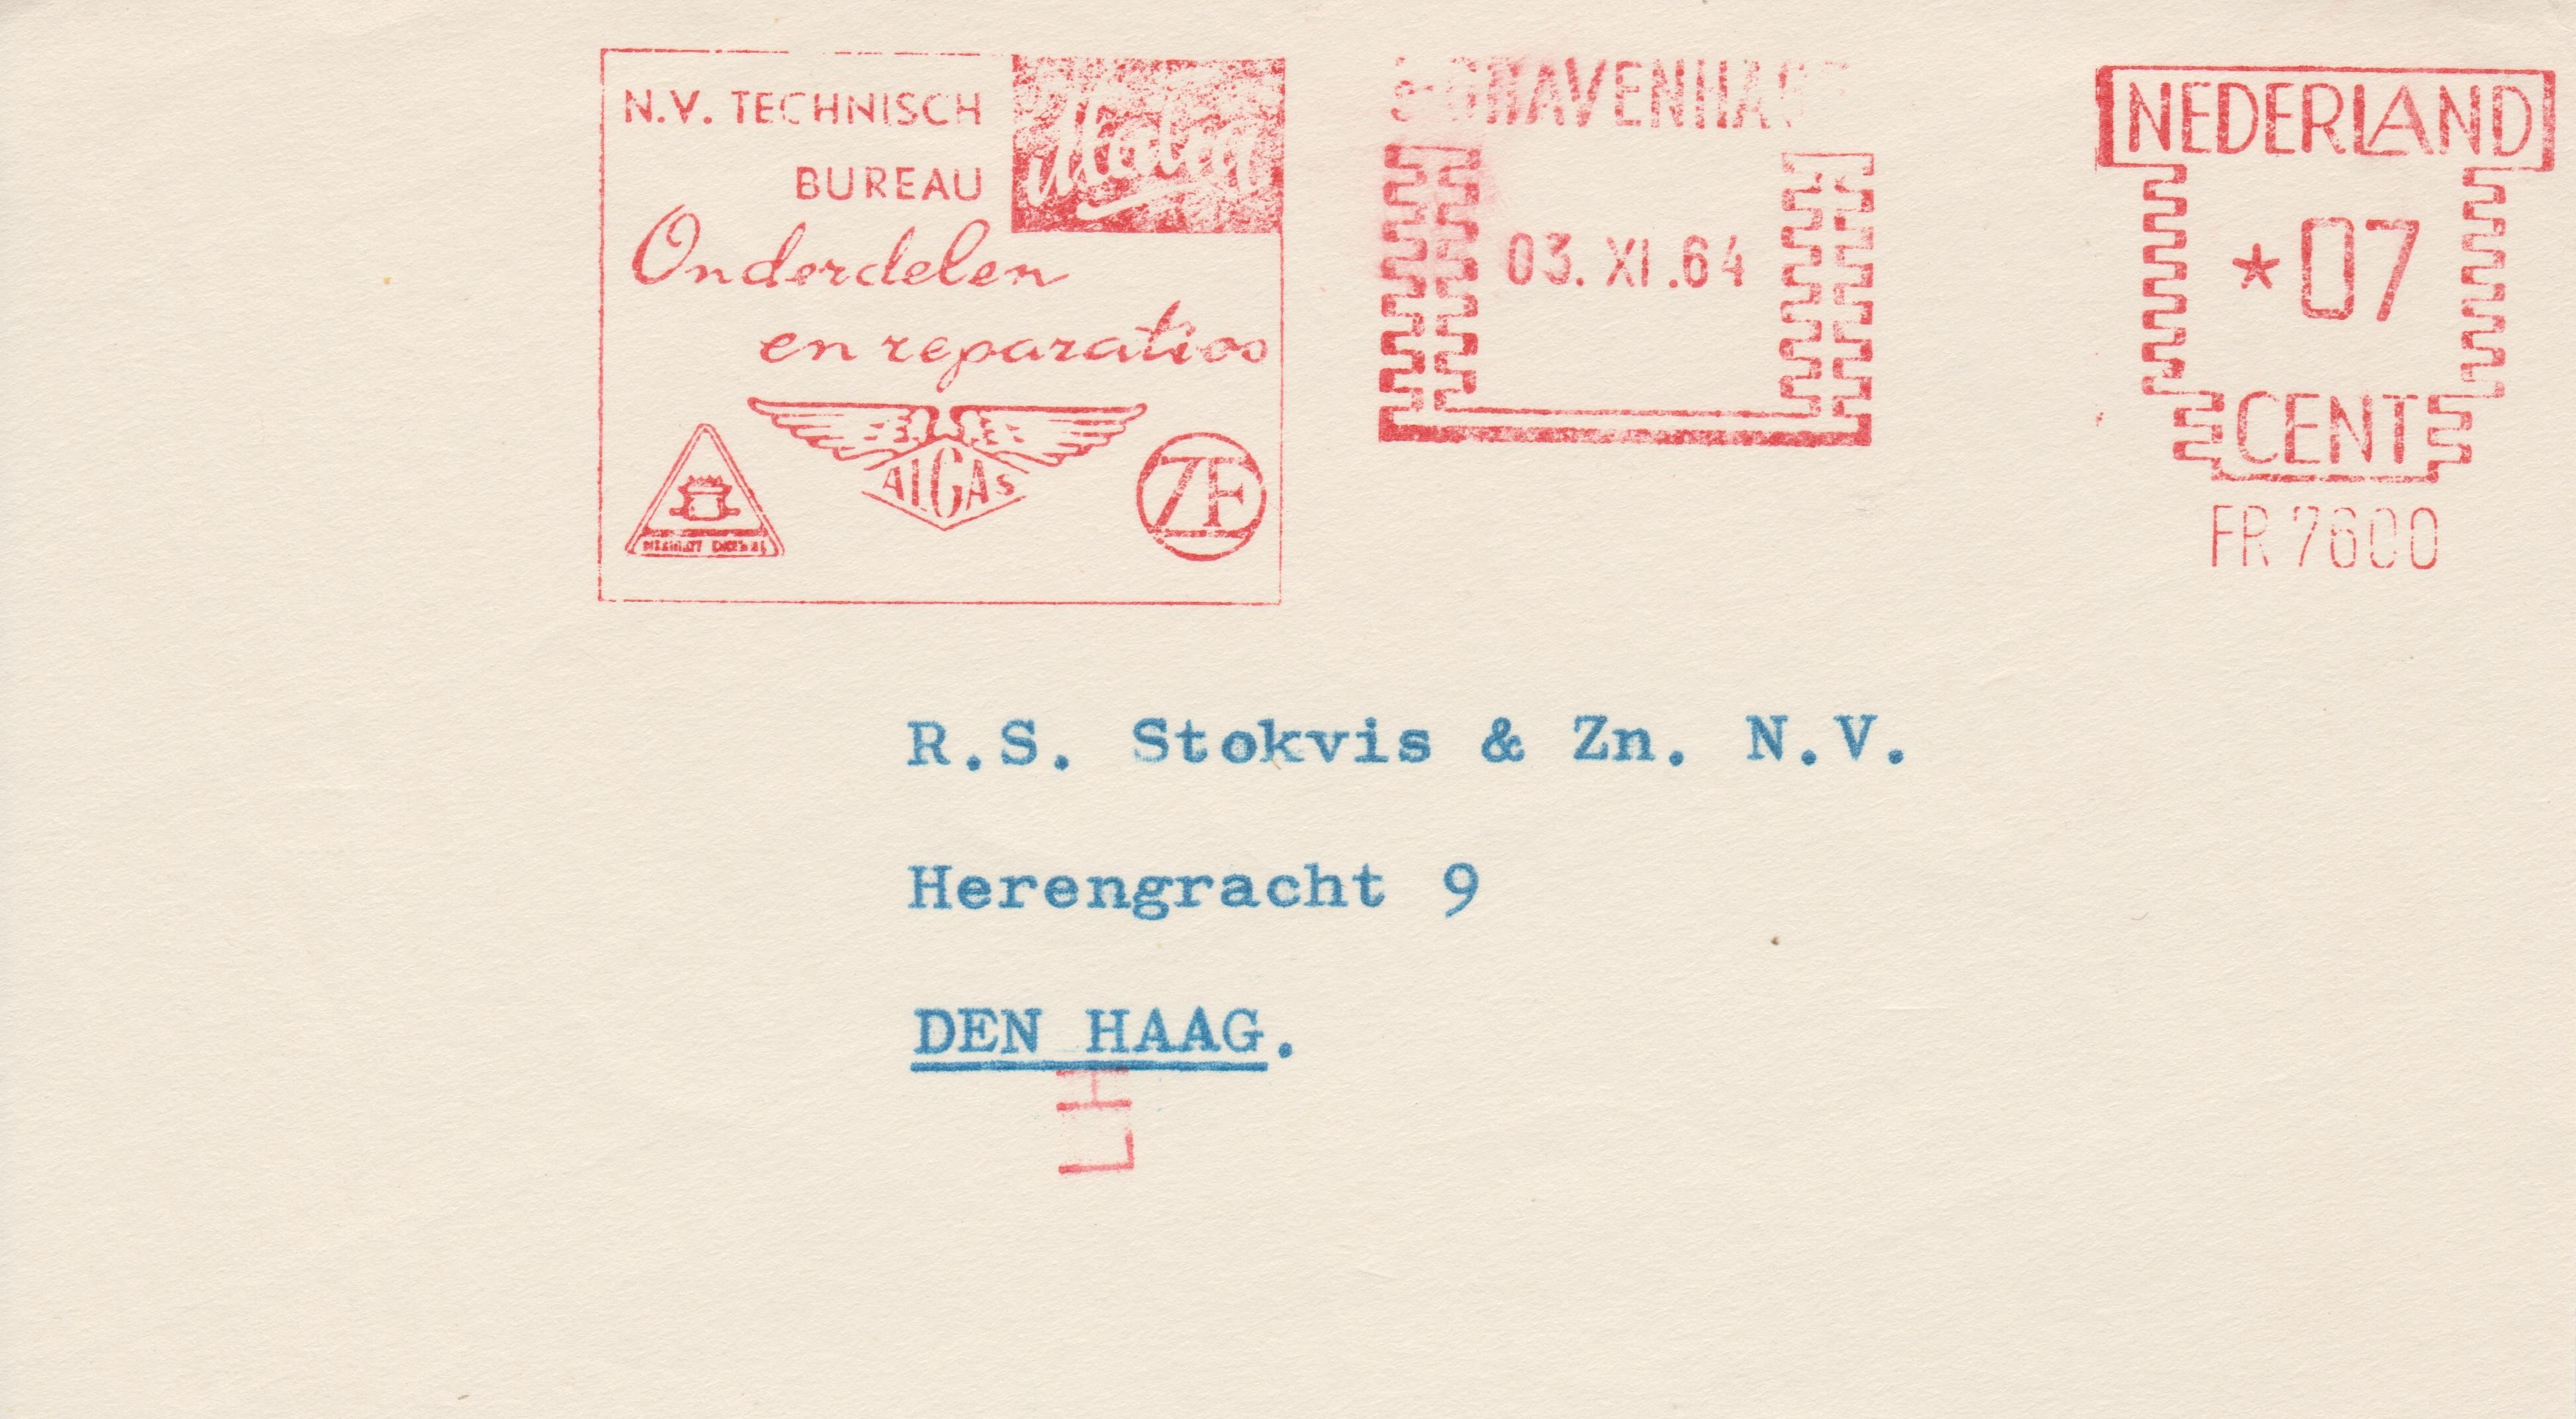 N.V. TECHNISCH
BUREAU
Onderdelen
en reparaties
AIGAS
ZF
's-GRAVENHAGE
03.XI.64
NEDERLAND
*07
CENT
FR 7600
R.S. Stokvis & Zn. N.V.
Herengracht 9
DEN HAAG.